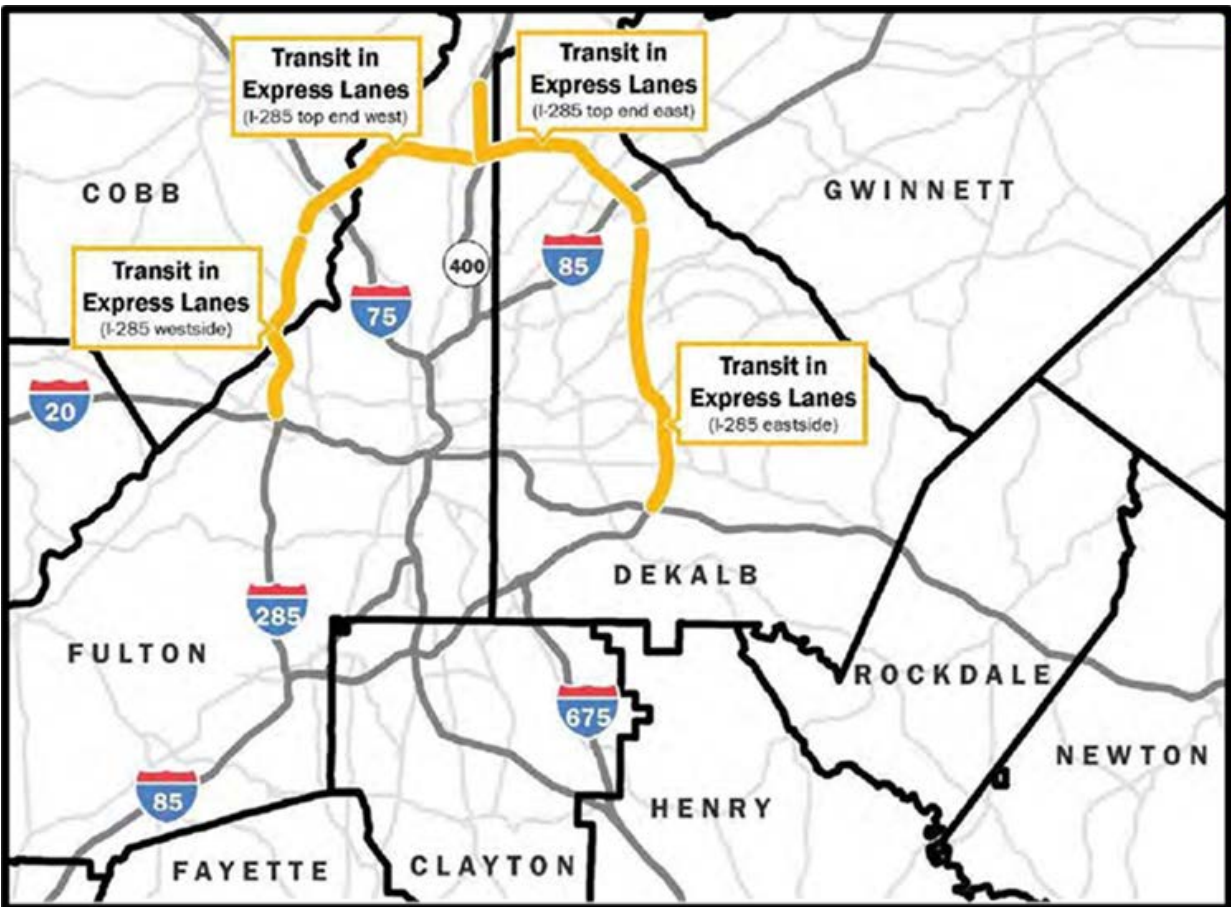 Transit in
Express Lanes
(I-285 top end west)
Transit in
Express Lanes
(I-285 top end east)
COBB
GWINNETT
Transit in
Express Lanes
(I-285 westside)
400
85
75
20
Transit in
Express Lanes
(I-285 eastside)
DEKALB
285
FULTON
ROCKDALE
675
NEWTON
85
HENRY
FAYETTE
CLAYTON